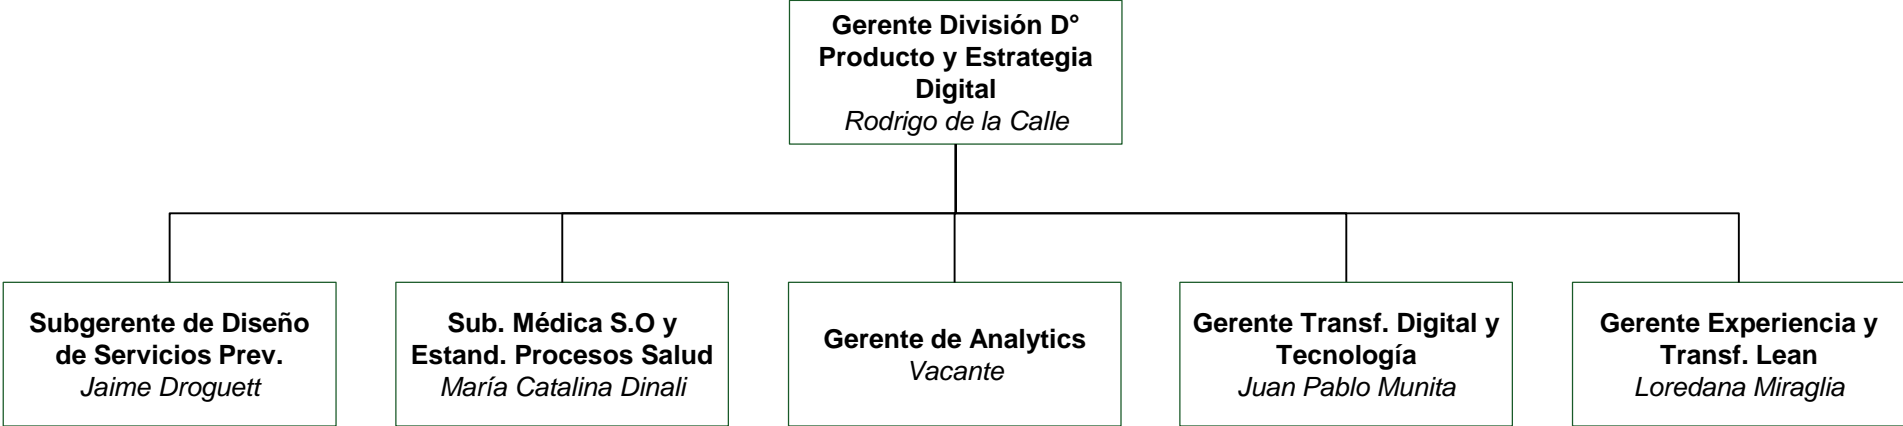 Gerente División D°
Producto y Estrategia
Digital
Rodrigo de la Calle
Subgerente de Diseño
de Servicios Prev.
Jaime Droguett
Sub. Médica S.O y
Estand. Procesos Salud
María Catalina Dinali
Gerente de Analytics
Vacante
Gerente Transf. Digital y
Tecnología
Juan Pablo Munita
Gerente Experiencia y
Transf. Lean
Loredana Miraglia